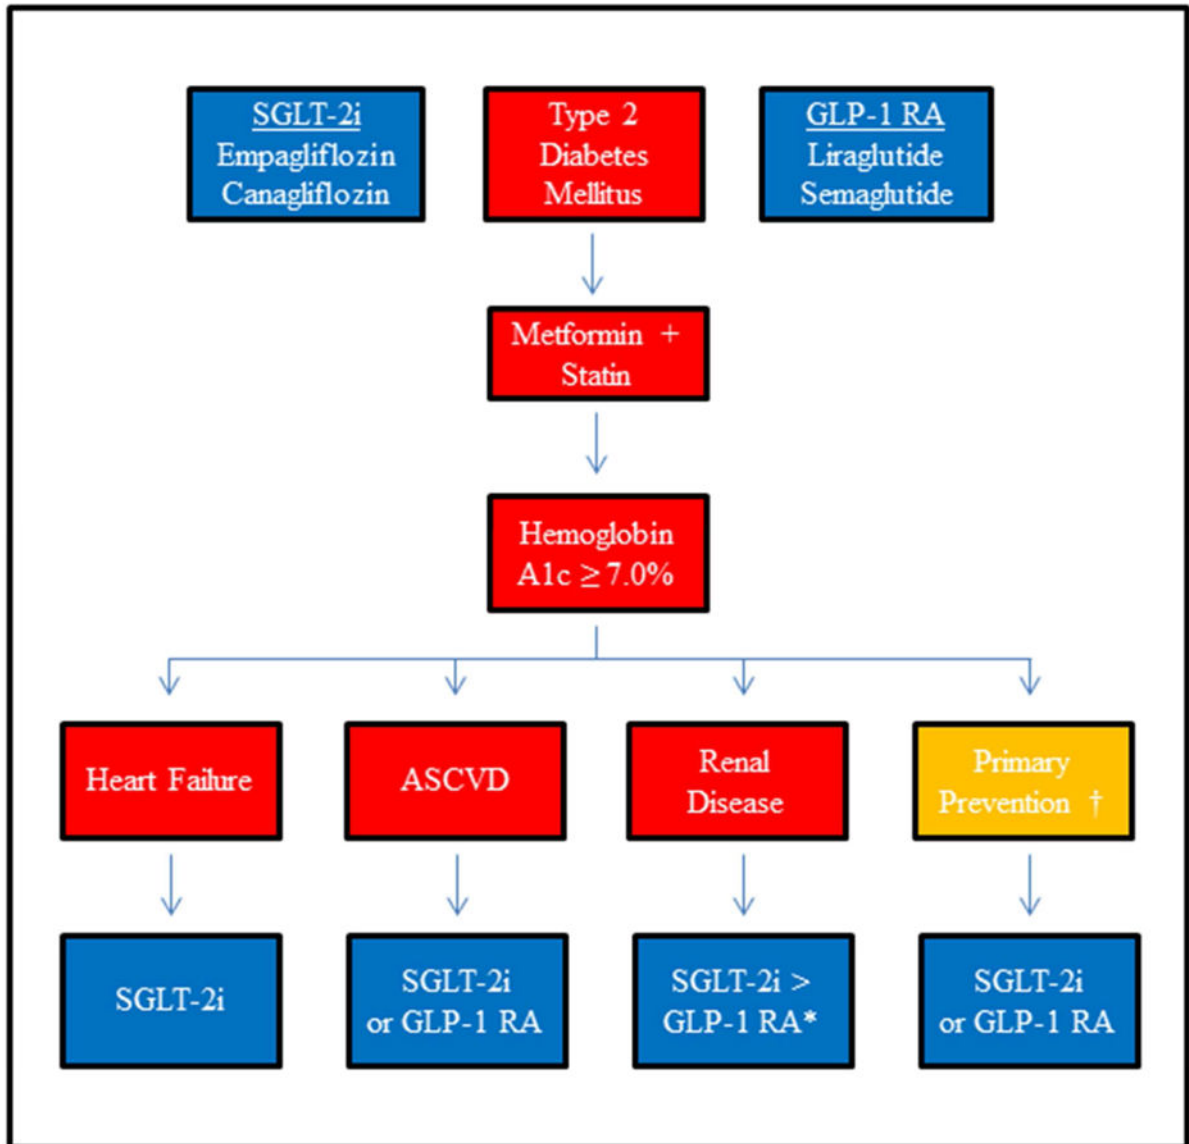 SGLT-2i
Empagliflozin
Canagliflozin
Type 2
Diabetes
Mellitus
GLP-1 RA
Liraglutide
Semaglutide
Metformin +
Statin
Hemoglobin
A1c ≥ 7.0%
Heart Failure
ASCVD
Renal
Disease
Primary
Prevention †
SGLT-2i
SGLT-2i
or GLP-1 RA
SGLT-2i >
GLP-1 RA*
SGLT-2i
or GLP-1 RA